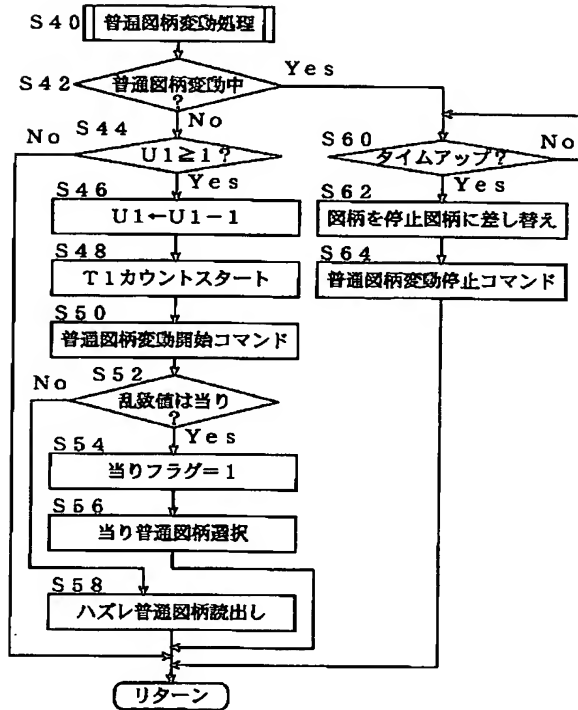 S40
普通図柄変動処理
S42
普通図柄変動中
?
Yes
No
S44
No
U1≧1?
Yes
S46
U1←U1-1
S48
T1カウントスタート
S50
普通図柄変動開始コマンド
S52
No
乱数値は当り
?
Yes
S54
当りフラグ=1
S56
当り普通図柄選択
S58
ハズレ普通図柄読出し
S60
タイムアップ?
No
Yes
S62
図柄を停止図柄に差し替え
S64
普通図柄変動停止コマンド
リターン